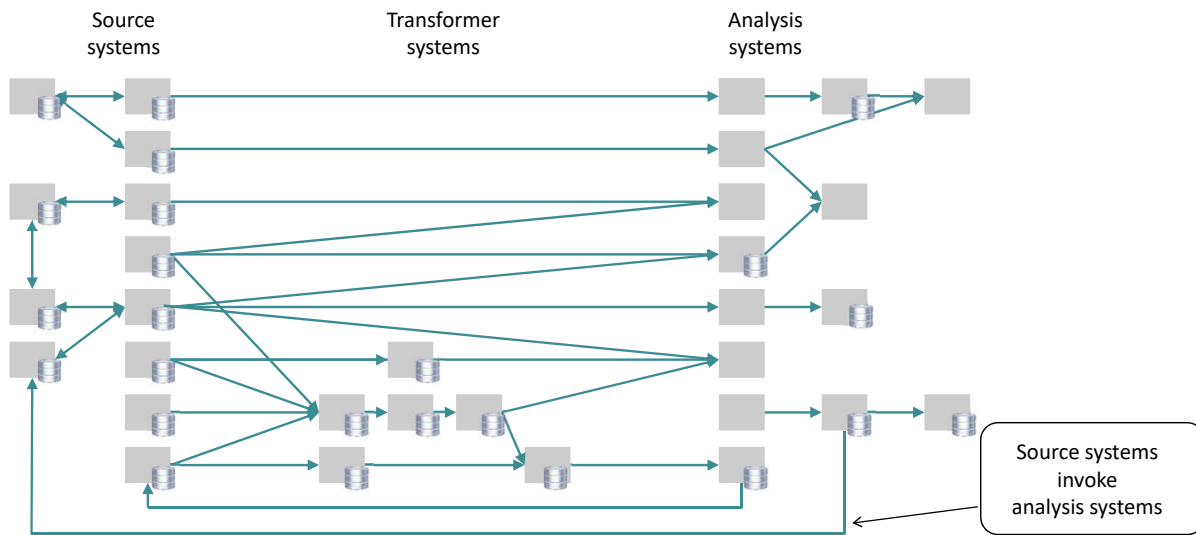 Source
systems
Transformer
systems
Analysis
systems
Source systems
invoke
analysis systems